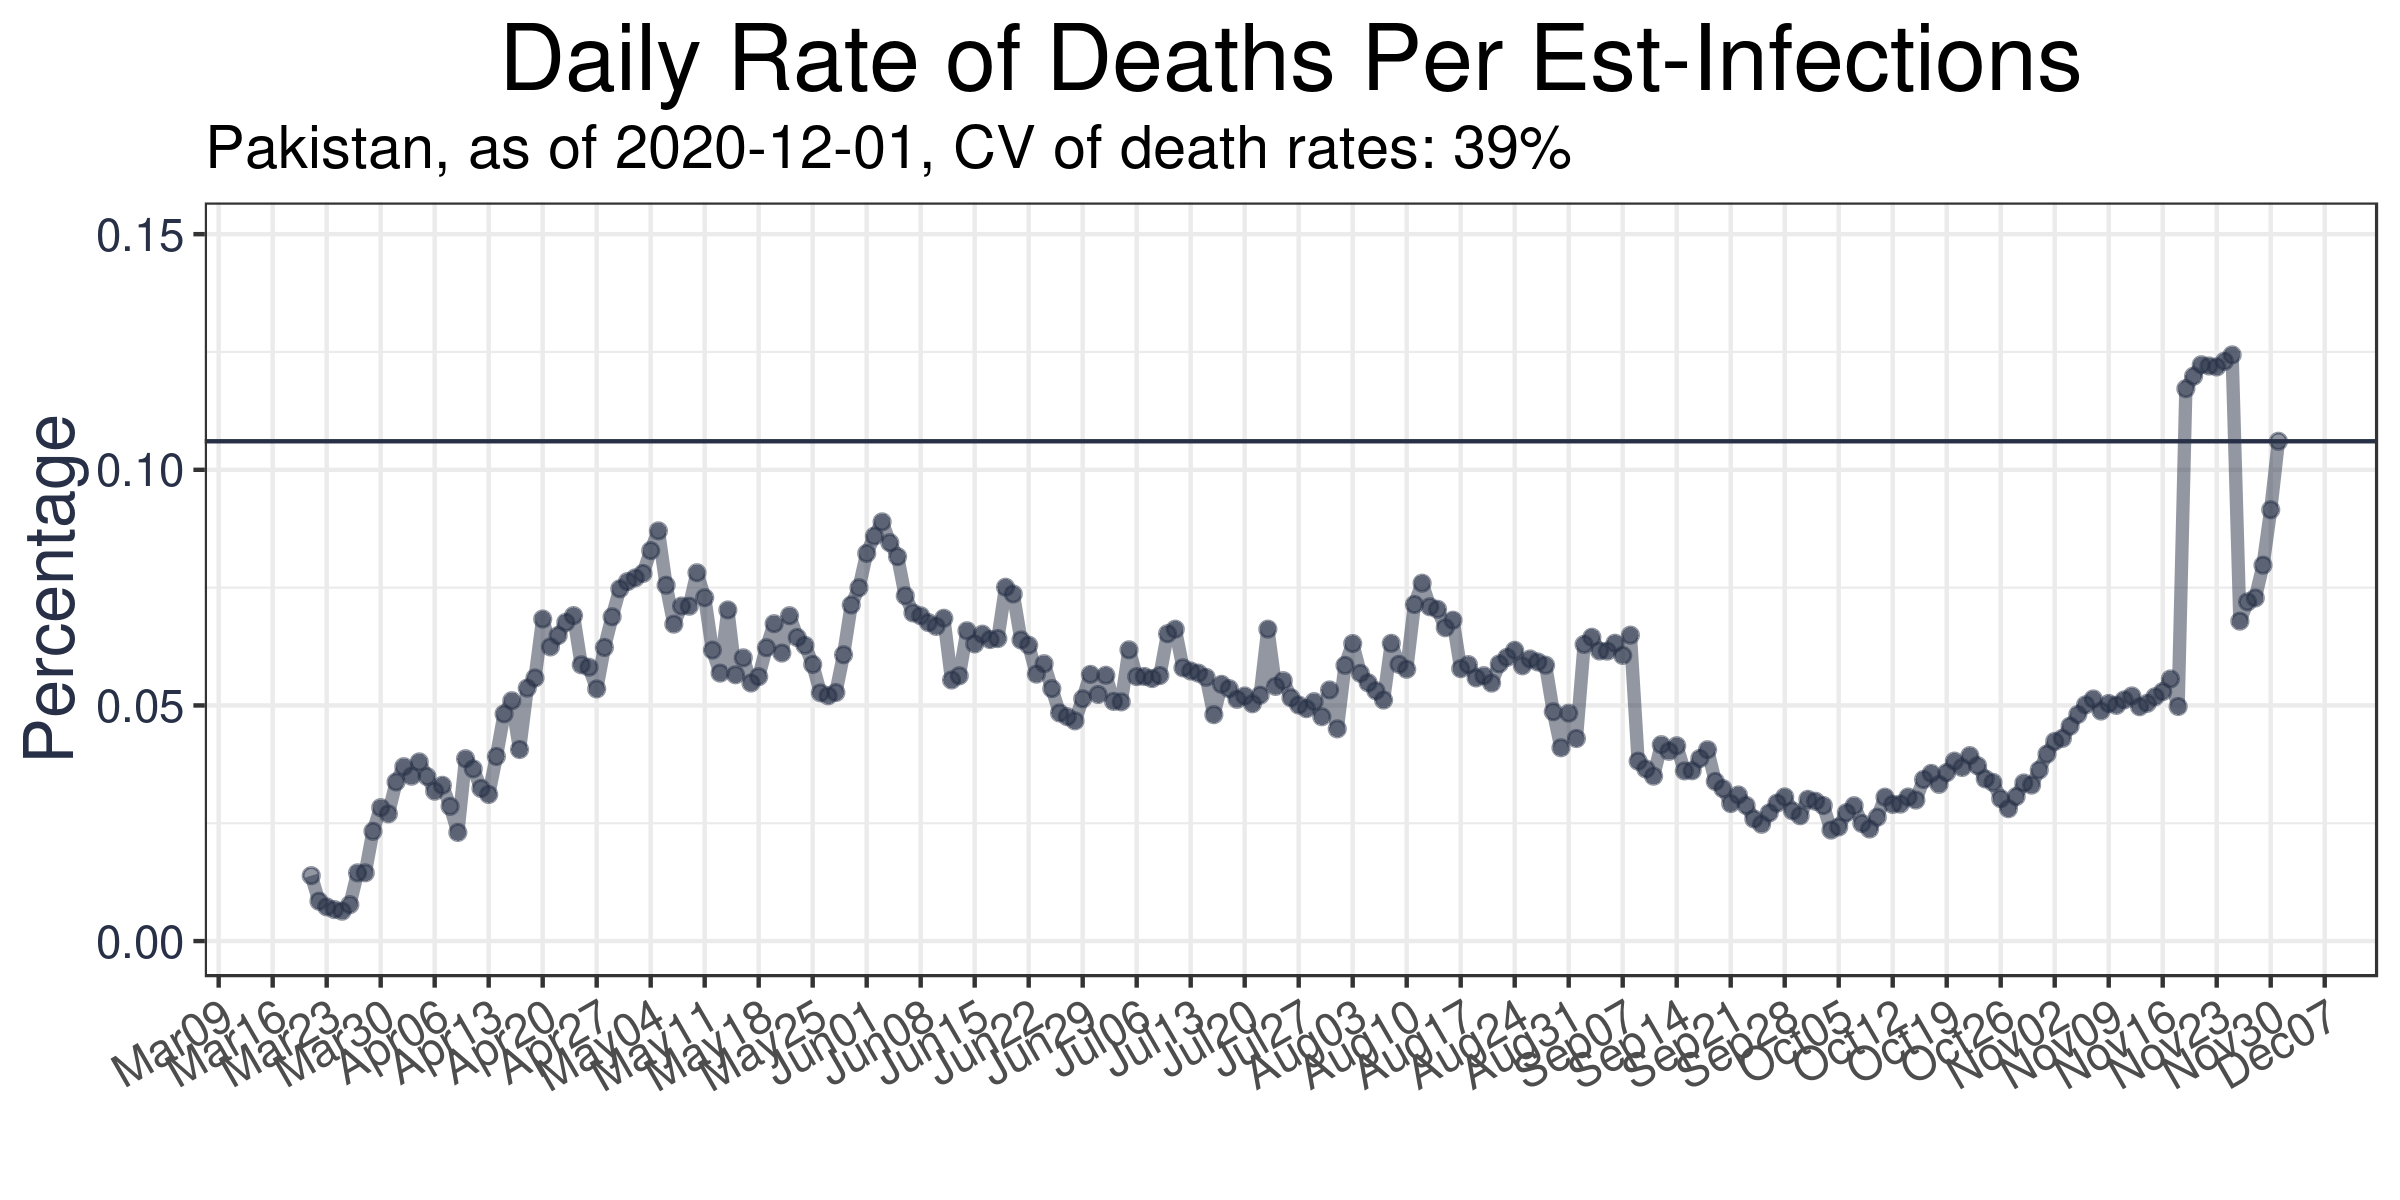 Daily Rate of Deaths Per Est-Infections
Pakistan, as of 2020-12-01, CV of death rates: 39%
Percentage
0.15
0.10
0.05
0.00
Mar09
Mar16
Mar23
Mar30
Apr06
Apr13
Apr20
Apr27
May04
May11
May18
May25
Jun01
Jun08
Jun15
Jun22
Jun29
Jul06
Jul13
Jul20
Jul27
Aug03
Aug10
Aug17
Aug24
Aug31
Sep07
Sep14
Sep21
Sep28
Oct05
Oct12
Oct19
Oct26
Nov02
Nov09
Nov16
Nov23
Nov30
Dec07